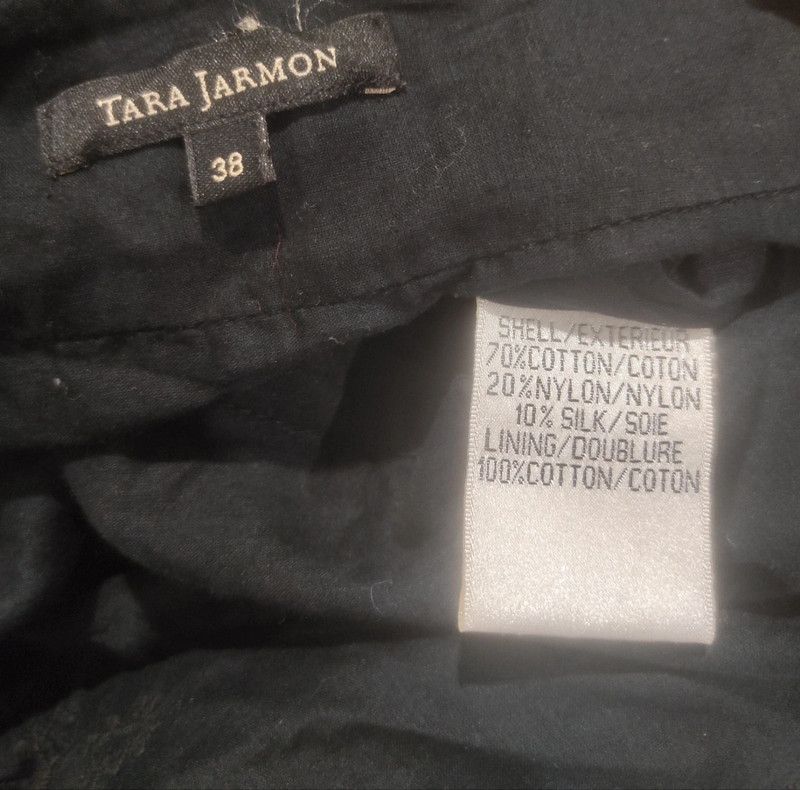 TARA JARMON
38
SHELL/EXTERIEUR
70%COTTON/COTON
20%NYLON/NYLON
10% SILK/SOIE
LINING/DOUBLURE
100%COTTON/COTON